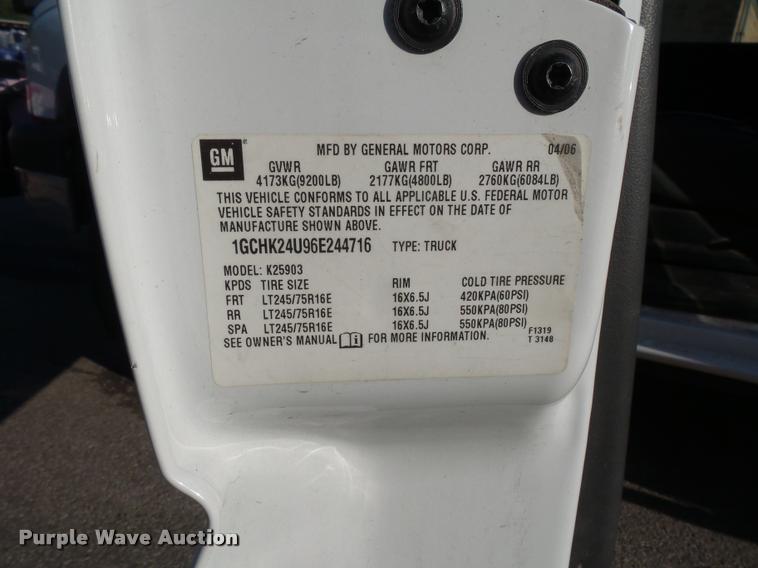 GM MFD BY GENERAL MOTORS CORP. 04/06
GVWR GAWR FRT GAWR RR
4173KG(9200LB) 2177KG(4800LB) 2760KG(6084LB)
THIS VEHICLE CONFORMS TO ALL APPLICABLE U.S. FEDERAL MOTOR
VEHICLE SAFETY STANDARDS IN EFFECT ON THE DATE OF
MANUFACTURE SHOWN ABOVE.
1GCHK24U96E244716 TYPE: TRUCK
MODEL: K25903
KPDS TIRE SIZE RIM COLD TIRE PRESSURE
FRT LT245/75R16E 16X6.5J 420KPA(60PSI)
RR LT245/75R16E 16X6.5J 550KPA(80PSI)
SPA LT245/75R16E 16X6.5J 550KPA(80PSI)
SEE OWNER'S MANUAL FOR MORE INFORMATION. F1319
T 3148
Purple Wave Auction